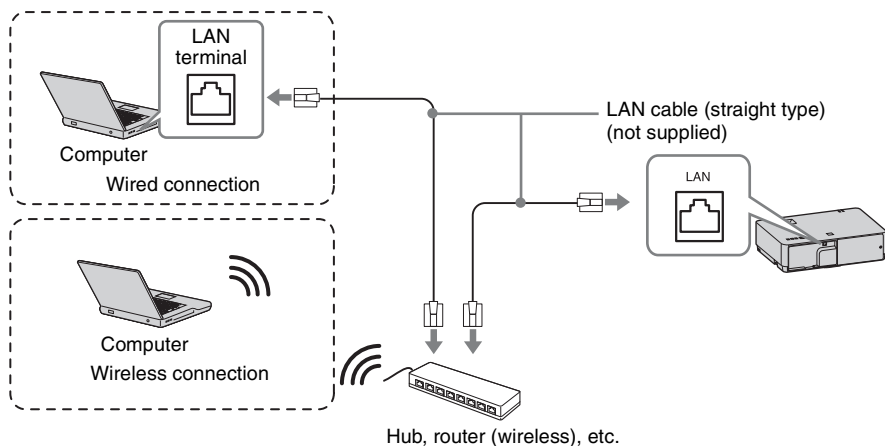 LAN
terminal
Computer
Wired connection
LAN cable (straight type)
(not supplied)
LAN
Computer
Wireless connection
Hub, router (wireless), etc.